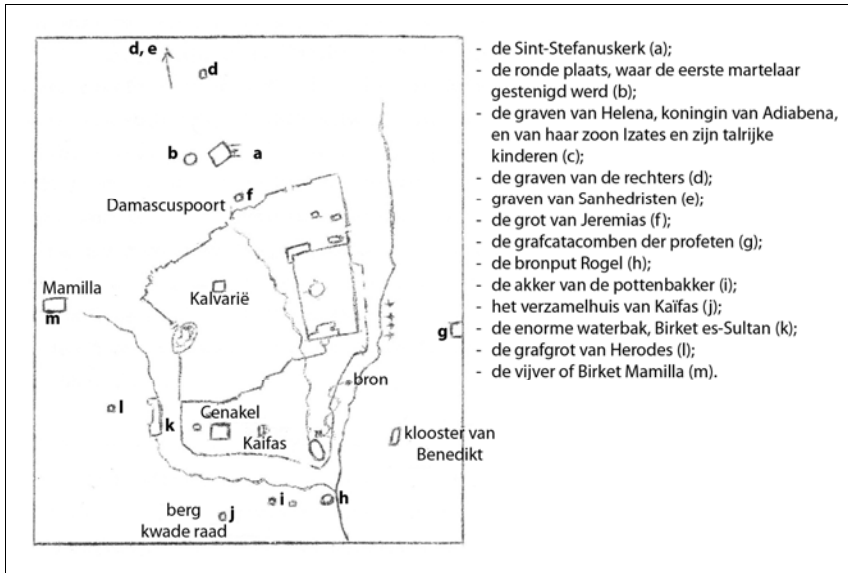 d, e
d
b
a
f
Damascuspoort
Mamilla
m
Kalvarië
g
bron
l
k
Cenakel
Kaïfas
klooster van
Benedikt
i
h
berg
j
kwade raad
- de Sint-Stefanuskerk (a);
- de ronde plaats, waar de eerste martelaar
gestenigd werd (b);
- de graven van Helena, koningin van Adiabena,
en van haar zoon Izates en zijn talrijke
kinderen (c);
- de graven van de rechters (d);
- graven van Sanhedristen (e);
- de grot van Jeremias (f);
- de grafcatacomben der profeten (g);
- de bronput Rogel (h);
- de akker van de pottenbakker (i);
- het verzamelhuis van Kaïfas (j);
- de enorme waterbak, Birket es-Sultan (k);
- de grafgrot van Herodes (l);
- de vijver of Birket Mamilla (m).